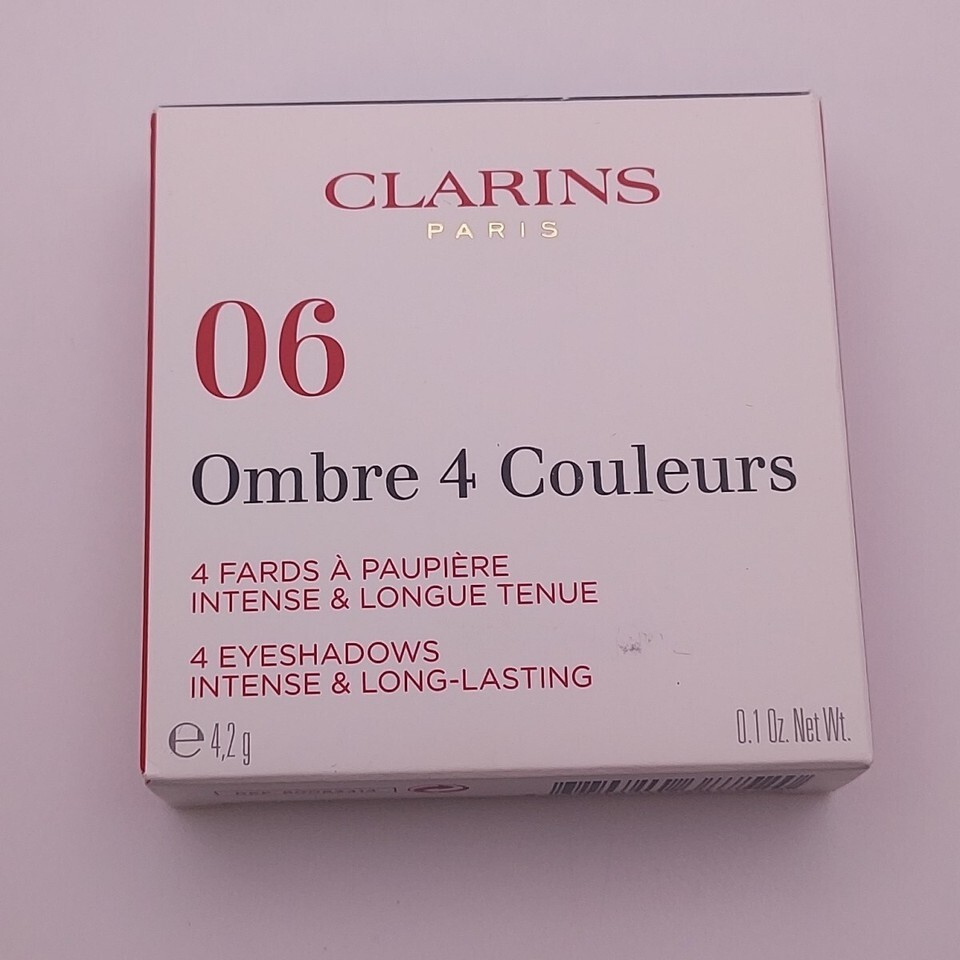 CLARINS
PARIS
06
Ombre 4 Couleurs
4 FARDS À PAUPIÈRE
INTENSE & LONGUE TENUE
4 EYESHADOWS
INTENSE & LONG-LASTING
e 4,2 g
0.1 Oz. Net Wt.